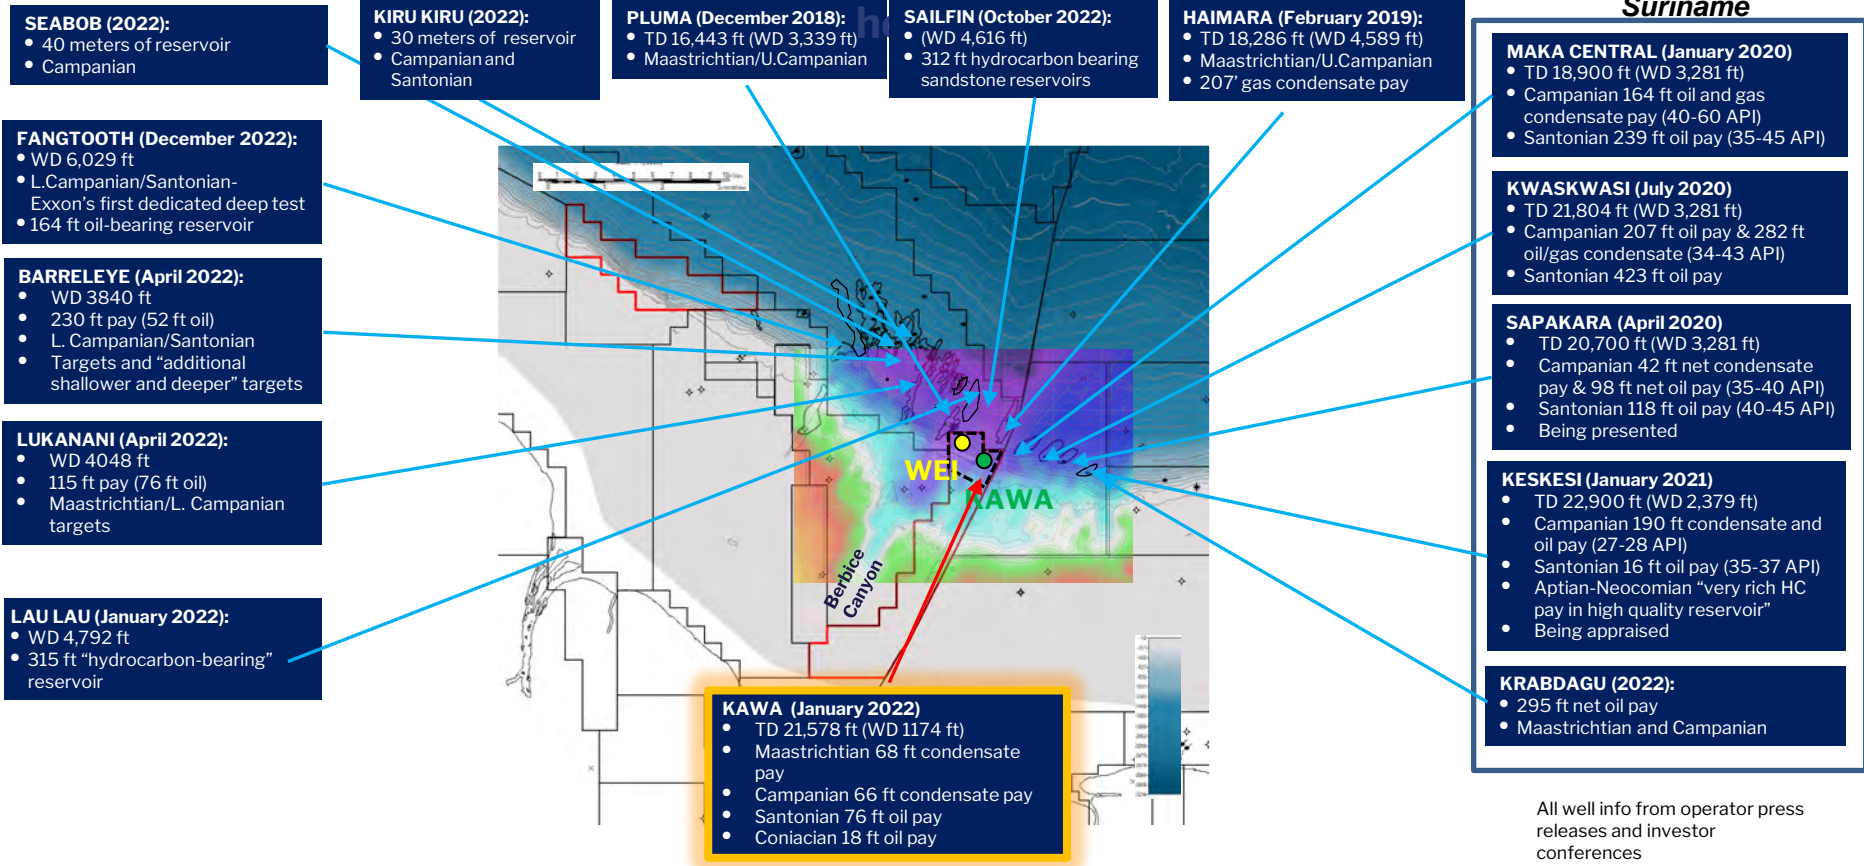 SEABOB (2022):
• 40 meters of reservoir
• Campanian
KIRU KIRU (2022):
• 30 meters of reservoir
• Campanian and
Santonian
PLUMA (December 2018):
• TD 16,443 ft (WD 3,339 ft)
• Maastrichtian/U.Campanian
SAILFIN (October 2022):
• (WD 4,616 ft)
• 312 ft hydrocarbon bearing
sandstone reservoirs
HAIMARA (February 2019):
• TD 18,286 ft (WD 4,589 ft)
• Maastrichtian/U.Campanian
• 207' gas condensate pay
Suriname
MAKA CENTRAL (January 2020)
• TD 18,900 ft (WD 3,281 ft)
• Campanian 164 ft oil and gas
condensate pay (40-60 API)
• Santonian 239 ft oil pay (35-45 API)
FANGTOOTH (December 2022):
• WD 6,029 ft
• L.Campanian/Santonian-
Exxon's first dedicated deep test
• 164 ft oil-bearing reservoir
KWASKWASI (July 2020)
• TD 21,804 ft (WD 3,281 ft)
• Campanian 207 ft oil pay & 282 ft
oil/gas condensate (34-43 API)
• Santonian 423 ft oil pay
BARRELEYE (April 2022):
• WD 3840 ft
• 230 ft pay (52 ft oil)
• L. Campanian/Santonian
• Targets and “additional
shallower and deeper” targets
SAPAKARA (April 2020)
• TD 20,700 ft (WD 3,281 ft)
• Campanian 42 ft net condensate
pay & 98 ft net oil pay (35-40 API)
• Santonian 118 ft oil pay (40-45 API)
• Being presented
LUKANANI (April 2022):
• WD 4048 ft
• 115 ft pay (76 ft oil)
• Maastrichtian/L. Campanian
targets
WEI
KAWA
Berbice
Canyon
KESKESI (January 2021)
• TD 22,900 ft (WD 2,379 ft)
• Campanian 190 ft condensate and
oil pay (27-28 API)
• Santonian 16 ft oil pay (35-37 API)
• Aptian-Neocomian “very rich HC
pay in high quality reservoir”
• Being appraised
LAU LAU (January 2022):
• WD 4,792 ft
• 315 ft “hydrocarbon-bearing”
reservoir
KRABDAGU (2022):
• 295 ft net oil pay
• Maastrichtian and Campanian
KAWA (January 2022)
• TD 21,578 ft (WD 1174 ft)
• Maastrichtian 68 ft condensate
pay
• Campanian 66 ft condensate pay
• Santonian 76 ft oil pay
• Coniacian 18 ft oil pay
All well info from operator press
releases and investor
conferences